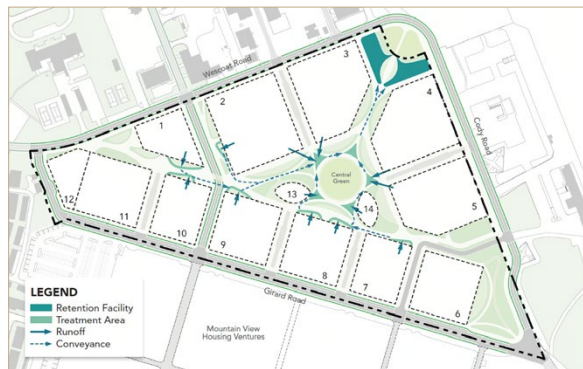 Wescoat Road
3
2
4
1
Cody Road
Central
Green
13
14
5
12
11
10
9
8
7
6
LEGEND
Retention Facility
Treatment Area
Runoff
Conveyance
Girard Road
Mountain View
Housing Ventures